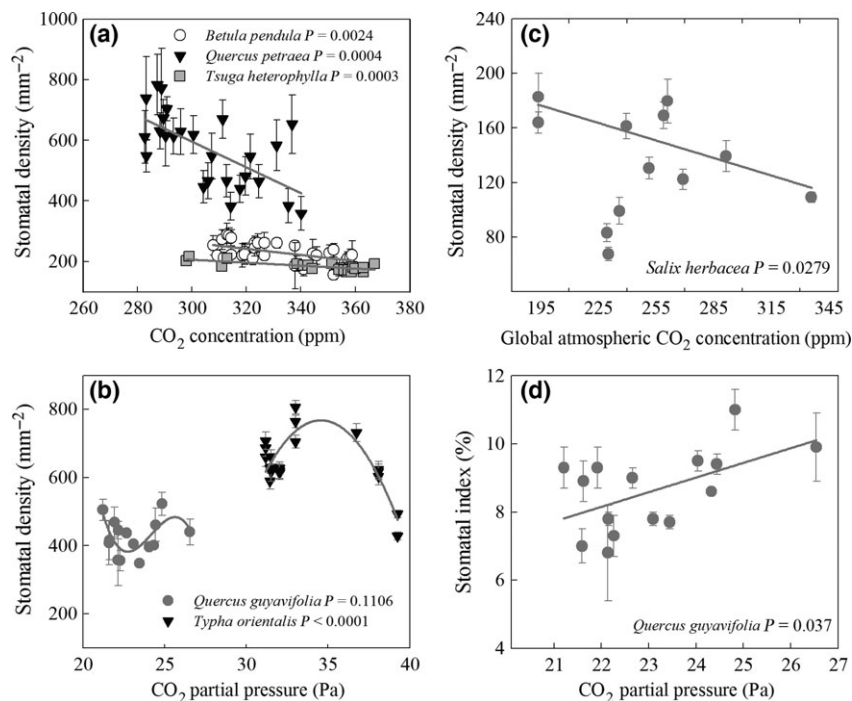 (a)
Betula pendula P = 0.0024
Quercus petraea P = 0.0004
Tsuga heterophylla P = 0.0003
Stomatal density (mm−2)
1000
800
600
400
200
260 280 300 320 340 360 380
CO2 concentration (ppm)
(c)
Stomatal density (mm−2)
240
200
160
120
80
Salix herbacea P = 0.0279
195 225 255 285 315 345
Global atmospheric CO2 concentration (ppm)
(b)
Stomatal density (mm−2)
800
600
400
200
Quercus guyavifolia P = 0.1106
Typha orientalis P < 0.0001
20 25 30 35 40
CO2 partial pressure (Pa)
(d)
Stomatal index (%)
12
10
8
6
4
Quercus guyavifolia P = 0.037
21 22 23 24 25 26 27
CO2 partial pressure (Pa)